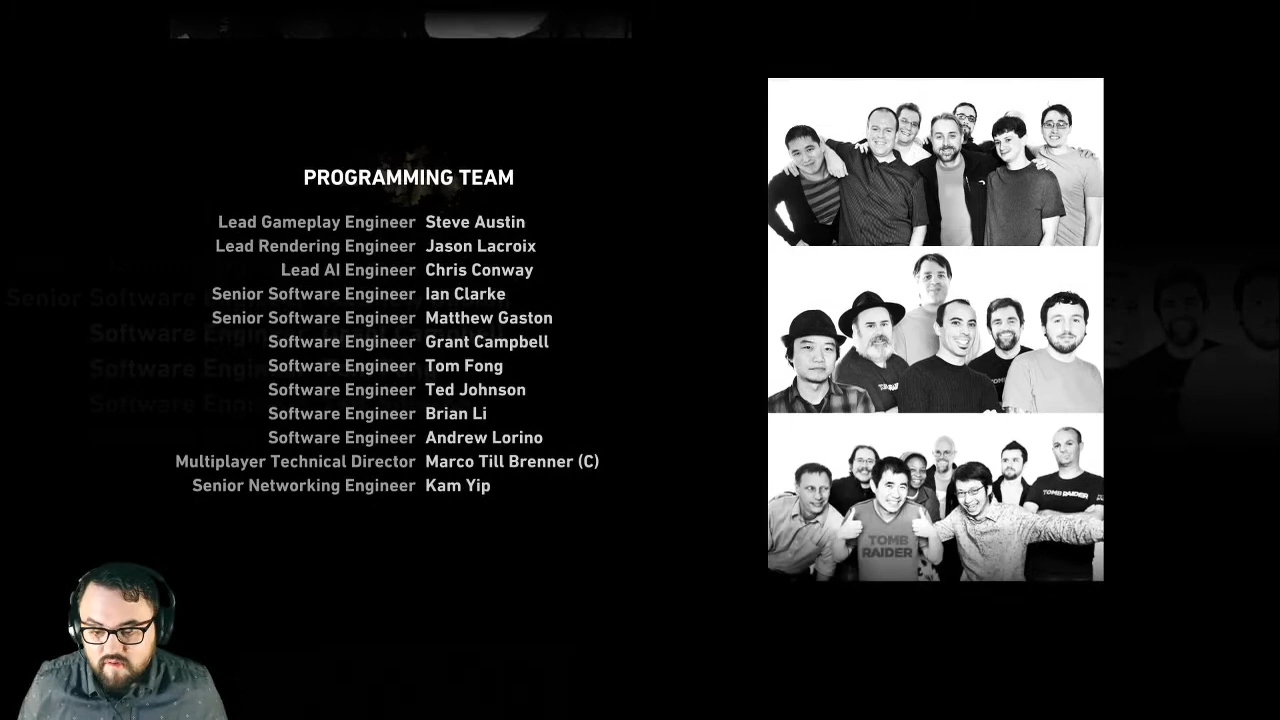 PROGRAMMING TEAM
Lead Gameplay Engineer Steve Austin
Lead Rendering Engineer Jason Lacroix
Lead AI Engineer Chris Conway
Senior Software Engineer Ian Clarke
Senior Software Engineer Matthew Gaston
Software Engineer Grant Campbell
Software Engineer Tom Fong
Software Engineer Ted Johnson
Software Engineer Brian Li
Software Engineer Andrew Lorino
Multiplayer Technical Director Marco Till Brenner (C)
Senior Networking Engineer Kam Yip
TOMB RAIDER
TOMB
RAIDER